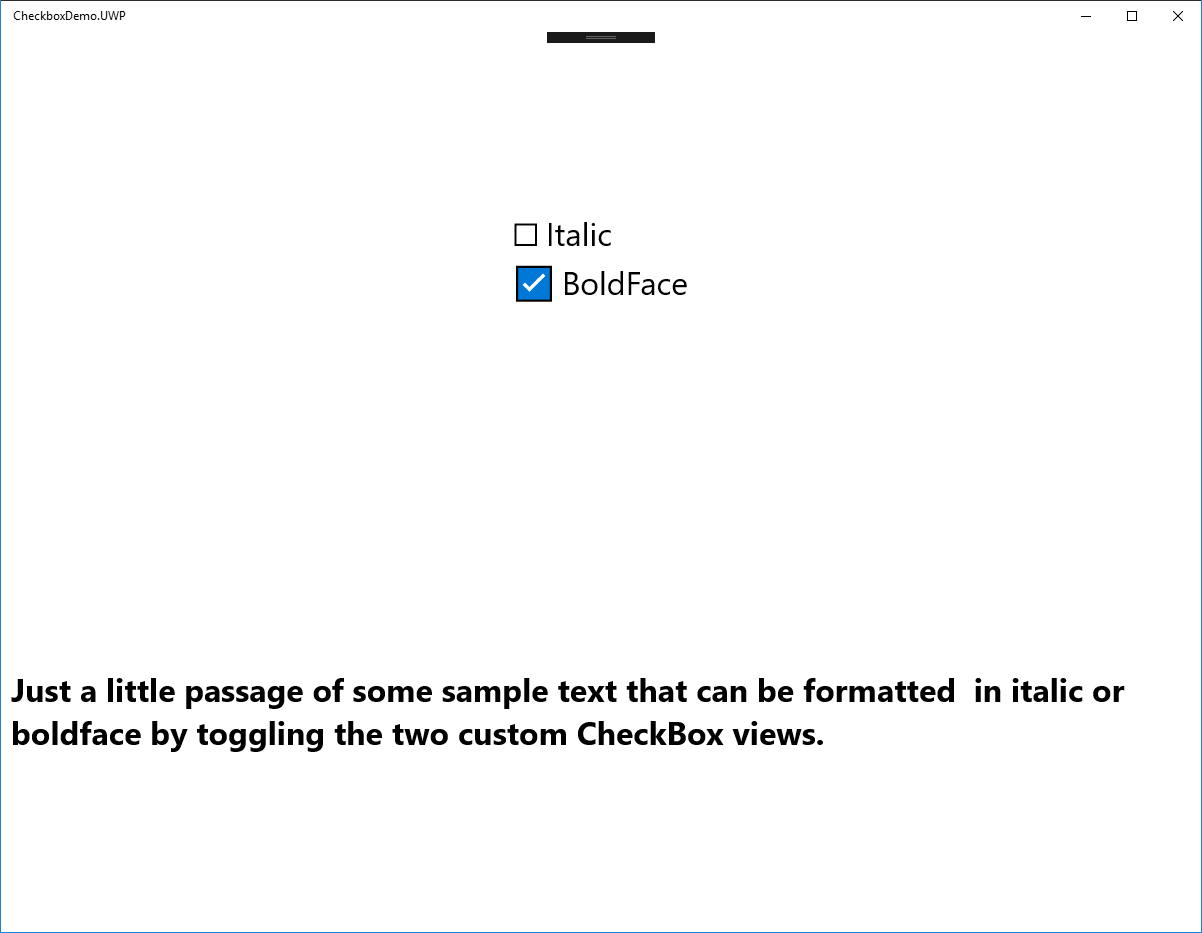 CheckboxDemo.UWP
Italic
BoldFace
Just a little passage of some sample text that can be formatted  in italic or
boldface by toggling the two custom CheckBox views.